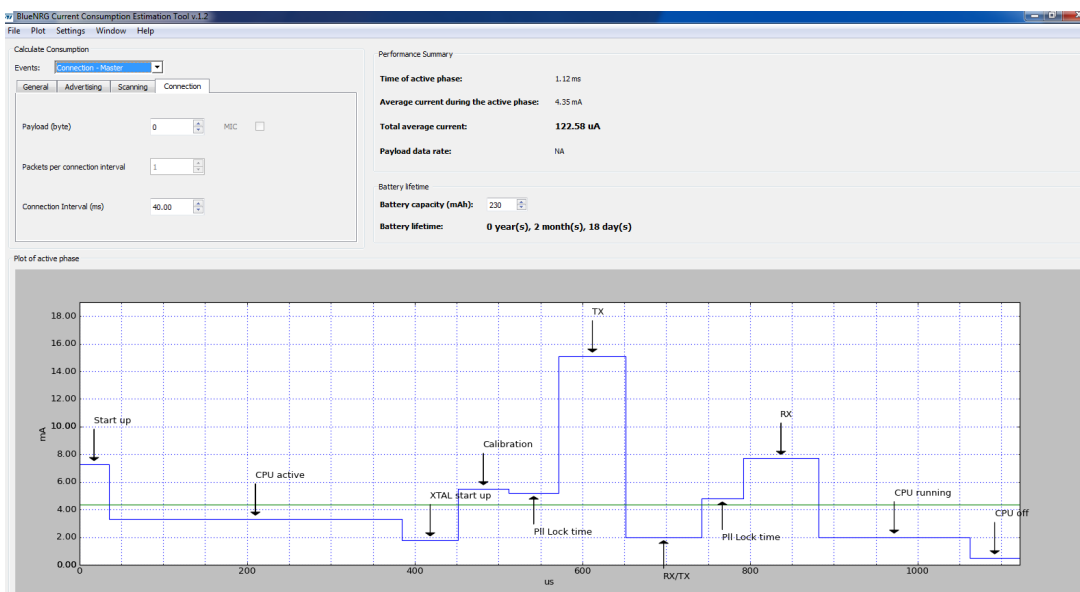 BlueNRG Current Consumption Estimation Tool v.1.2
File Plot Settings Window Help
Calculate Consumption
Events: Connection - Master
General Advertising Scanning Connection
Payload (byte) 0 MIC
Packets per connection interval 1
Connection Interval (ms) 40.00
Performance Summary
Time of active phase: 1.12 ms
Average current during the active phase: 4.35 mA
Total average current: 122.58 uA
Payload data rate: NA
Battery lifetime
Battery capacity (mAh): 230
Battery lifetime: 0 year(s), 2 month(s), 18 day(s)
Plot of active phase
18.00
16.00
14.00
12.00
10.00
8.00
6.00
4.00
2.00
0.00
mA
Start up
CPU active
XTAL start up
Calibration
Pll Lock time
TX
RX/TX
Pll Lock time
RX
CPU running
CPU off
0 200 400 600 800 1000
us